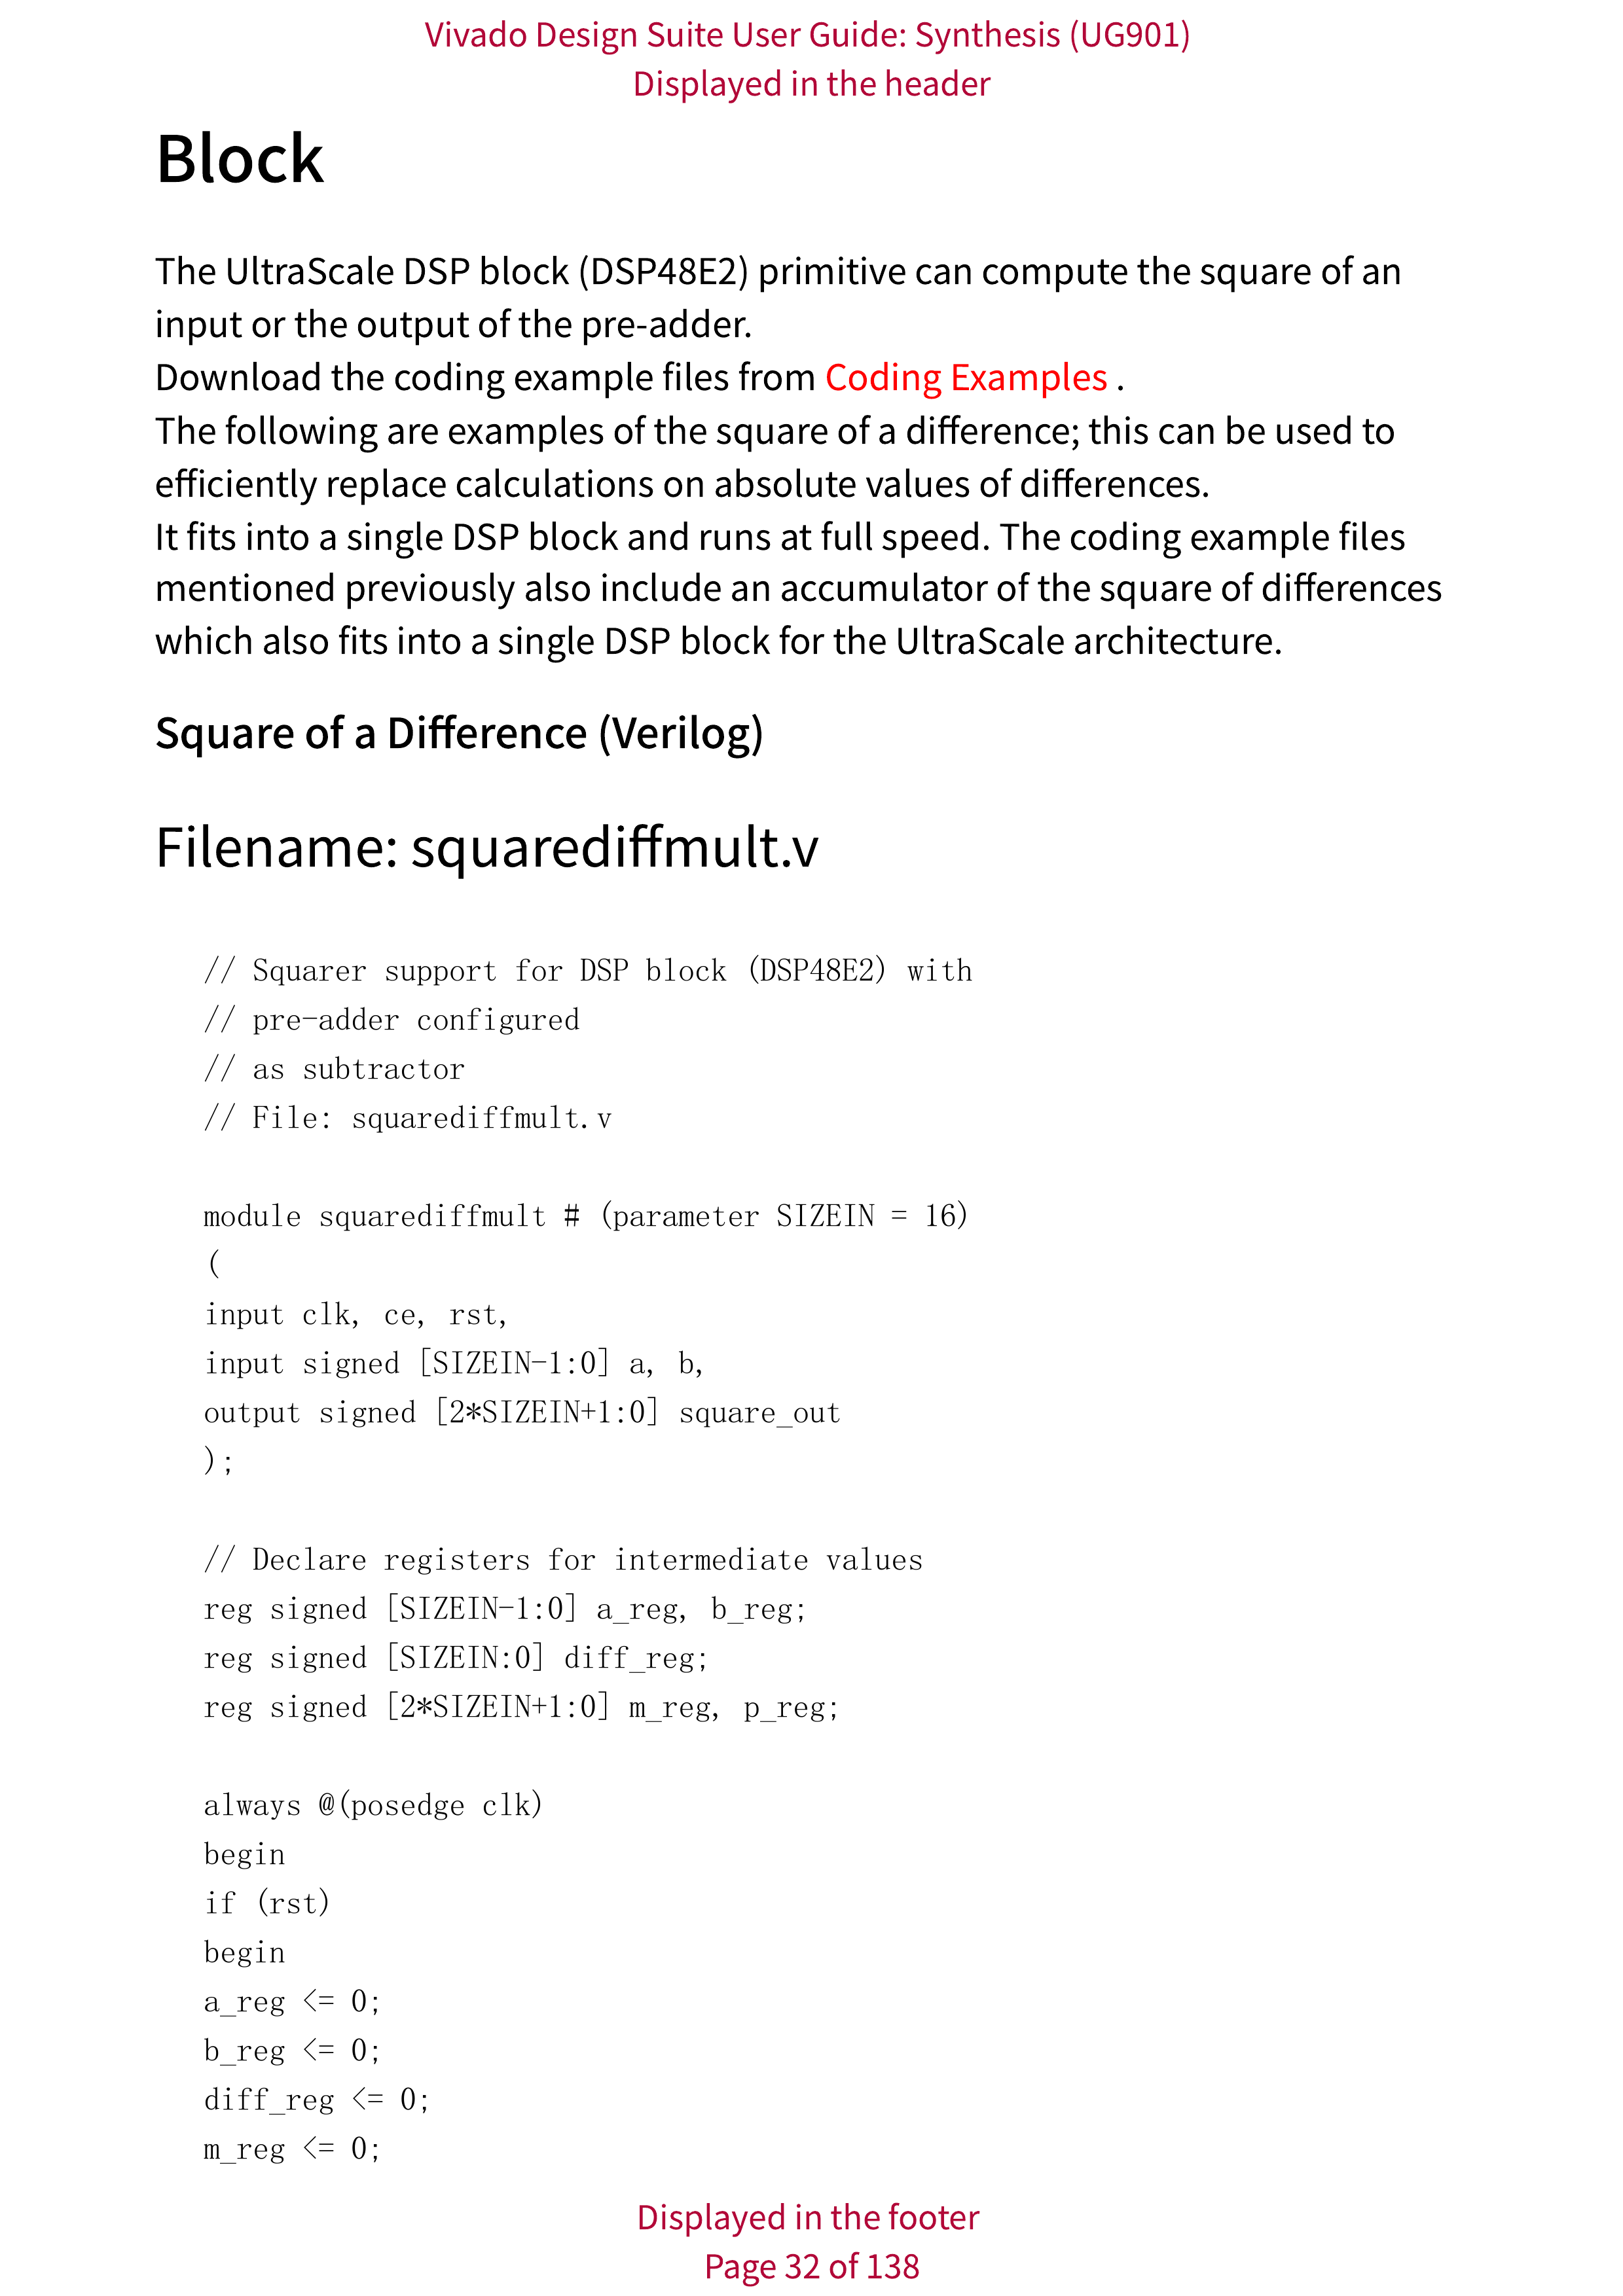 Vivado Design Suite User Guide: Synthesis (UG901)
Displayed in the header
Block
The UltraScale DSP block (DSP48E2) primitive can compute the square of an
input or the output of the pre-adder.
Download the coding example files from Coding Examples .
The following are examples of the square of a difference; this can be used to
efficiently replace calculations on absolute values of differences.
It fits into a single DSP block and runs at full speed. The coding example files
mentioned previously also include an accumulator of the square of differences
which also fits into a single DSP block for the UltraScale architecture.
Square of a Difference (Verilog)
Filename: squarediffmult.v
// Squarer support for DSP block (DSP48E2) with
// pre-adder configured
// as subtractor
// File: squarediffmult.v
module squarediffmult # (parameter SIZEIN = 16)
(
input clk, ce, rst,
input signed [SIZEIN-1:0] a, b,
output signed [2*SIZEIN+1:0] square_out
);
// Declare registers for intermediate values
reg signed [SIZEIN-1:0] a_reg, b_reg;
reg signed [SIZEIN:0] diff_reg;
reg signed [2*SIZEIN+1:0] m_reg, p_reg;
always @(posedge clk)
begin
if (rst)
begin
a_reg <= 0;
b_reg <= 0;
diff_reg <= 0;
m_reg <= 0;
Displayed in the footer
Page 32 of 138